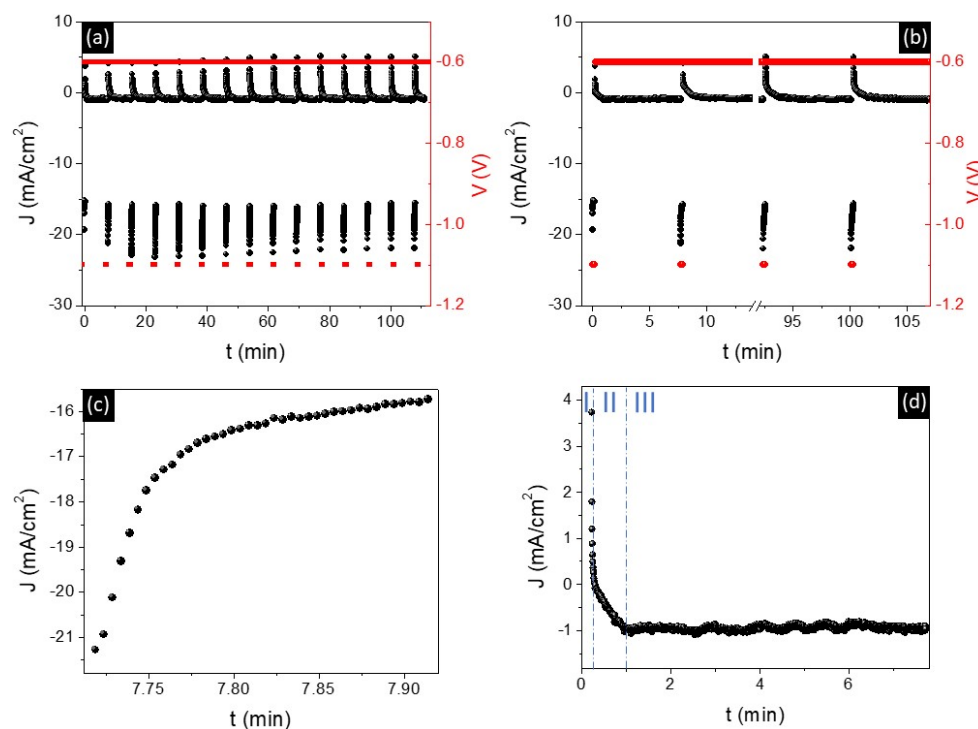 (a)
10
0
-10
-20
-30
J (mA/cm²)
0 20 40 60 80 100
t (min)
-0.6
-0.8
-1.0
-1.2
V (V)
(b)
10
0
-10
-20
-30
J (mA/cm²)
0 5 10 95 100 105
t (min)
-0.6
-0.8
-1.0
-1.2
V (V)
(c)
-16
-17
-18
-19
-20
-21
J (mA/cm²)
7.75 7.80 7.85 7.90
t (min)
(d)
I II III
4
3
2
1
0
-1
J (mA/cm²)
0 2 4 6
t (min)